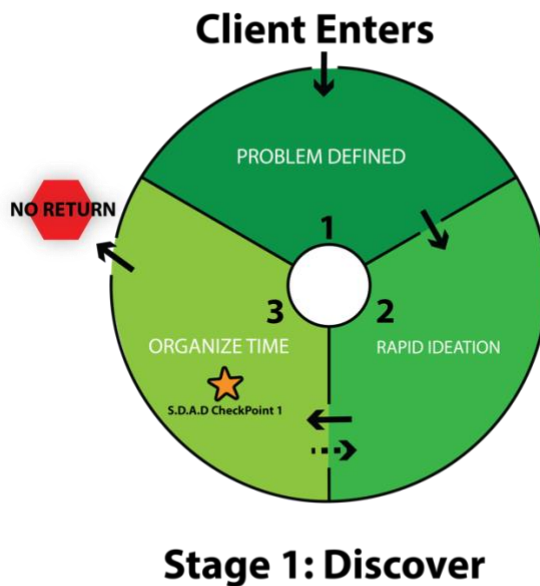 Client Enters
PROBLEM DEFINED
NO RETURN
1
3
2
ORGANIZE TIME
RAPID IDEATION
S.D.A.D CheckPoint 1
Stage 1: Discover